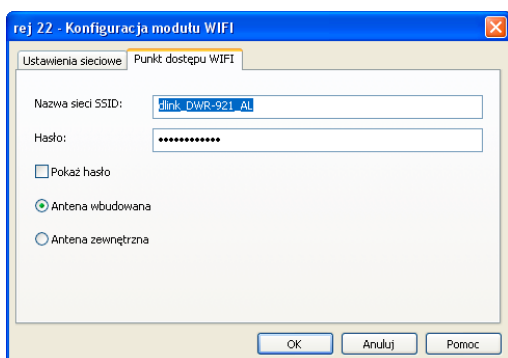 rej 22 - Konfiguracja modułu WIFI
Ustawienia sieciowe Punkt dostępu WIFI
Nazwa sieci SSID: dlink_DWR-921_AL
Hasło: ••••••••••••
Pokaż hasło
Antena wbudowana
Antena zewnętrzna
OK Anuluj Pomoc